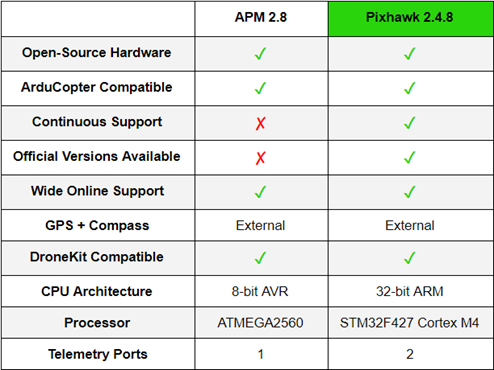 APM 2.8 Pixhawk 2.4.8
Open-Source Hardware ✓ ✓
ArduCopter Compatible ✓ ✓
Continuous Support ✗ ✓
Official Versions Available ✗ ✓
Wide Online Support ✓ ✓
GPS + Compass External External
DroneKit Compatible ✓ ✓
CPU Architecture 8-bit AVR 32-bit ARM
Processor ATMEGA2560 STM32F427 Cortex M4
Telemetry Ports 1 2